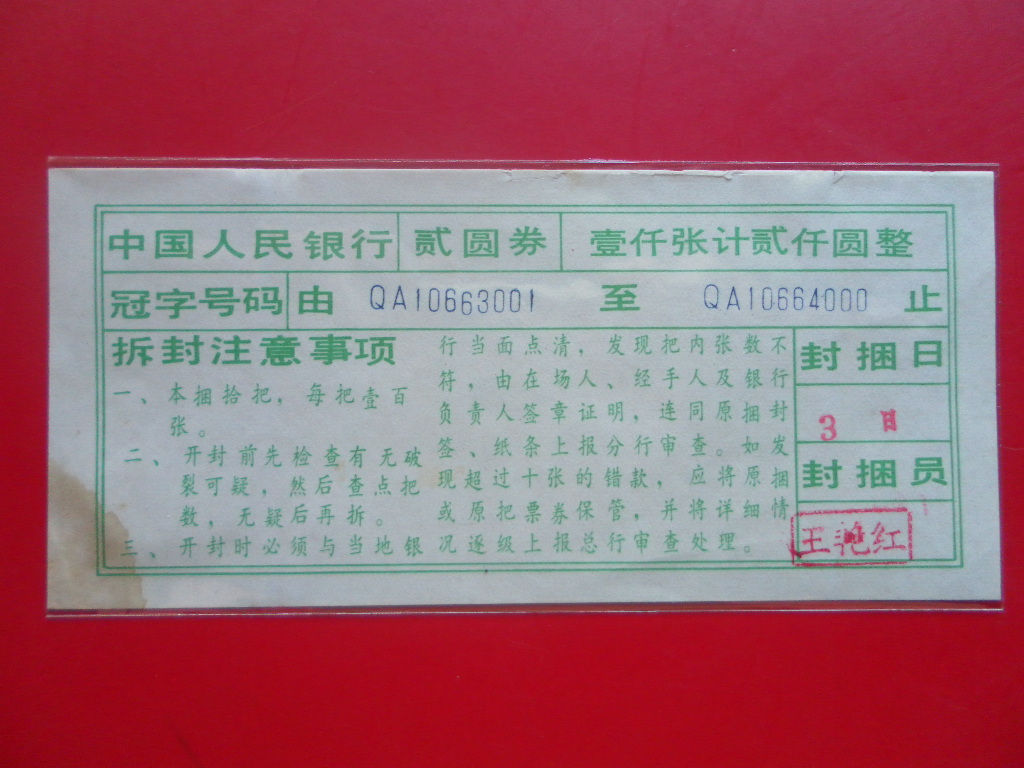 中国人民银行 贰圆券 壹仟张计贰仟圆整
冠字号码 由 QA10663001 至 QA10664000 止
拆封注意事项
一、本捆拾把，每把壹百
张。
二、开封前先检查有无破
裂可疑，然后查点把
数，无疑后再拆。
三、开封时必须与当地银
行当面点清，发现把内张数不
符，由在场人、经手人及银行
负责人签章证明，连同原捆封
签、纸条上报分行审查。如发
现超过十张的错款，应将原捆
或原把票券保管，并将详细情
况逐级上报总行审查处理。
封捆日
3 日
封捆员
王艳红